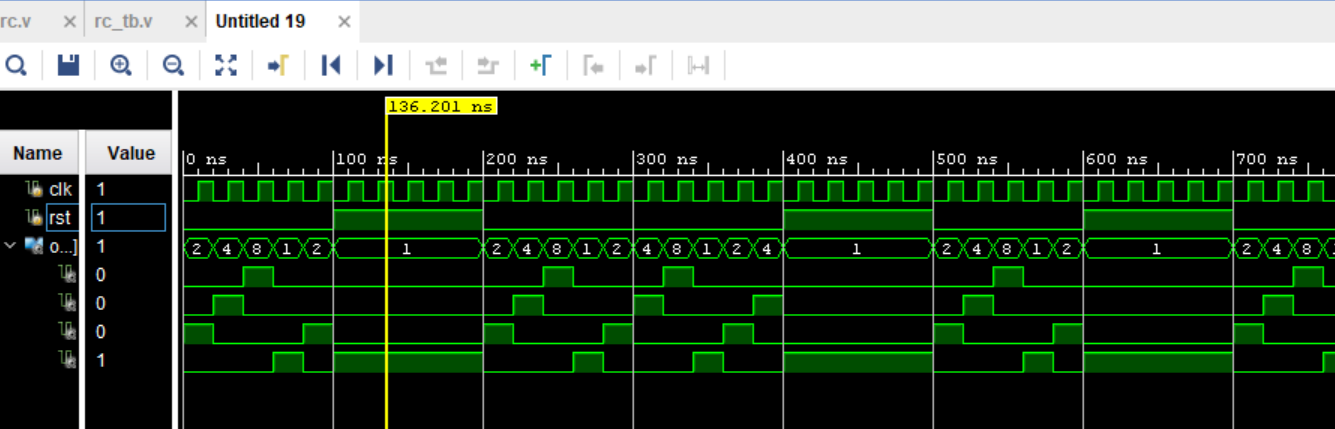 rc.v rc_tb.v Untitled 19
136.201 ns
Name Value 0 ns 100 ns 200 ns 300 ns 400 ns 500 ns 600 ns 700 ns
clk 1
rst 1
o...] 1 2 4 8 1 2 1 2 4 8 1 2 4 8 1 2 4 1 2 4 8 1 2 1 2 4 8
0
0
0
1